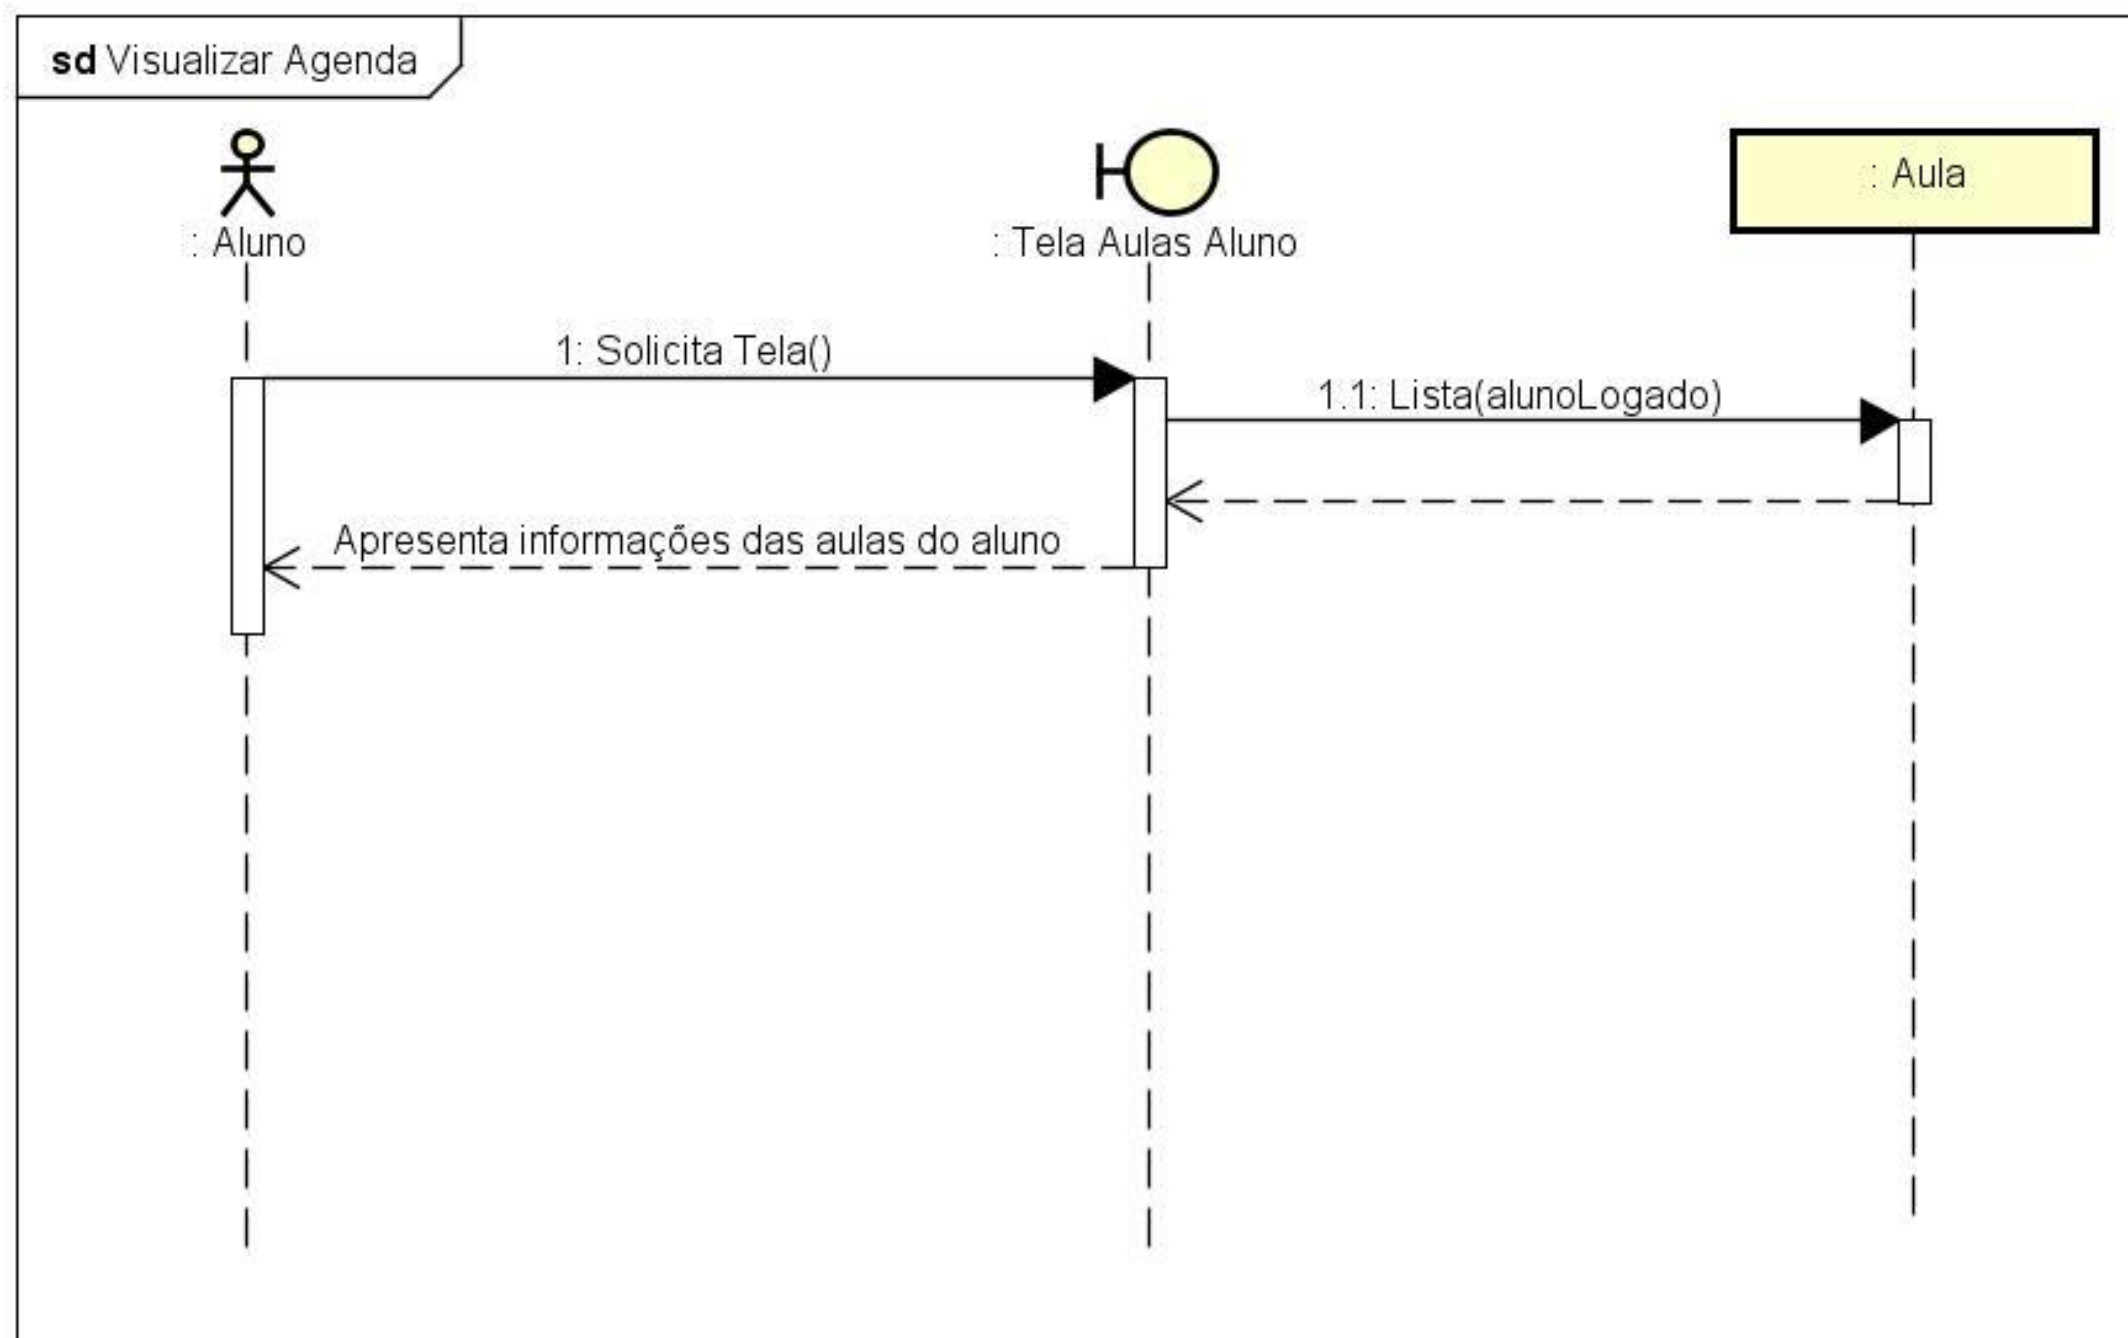 sd Visualizar Agenda
: Aluno
: Tela Aulas Aluno
: Aula
1: Solicita Tela()
1.1: Lista(alunoLogado)
Apresenta informações das aulas do aluno